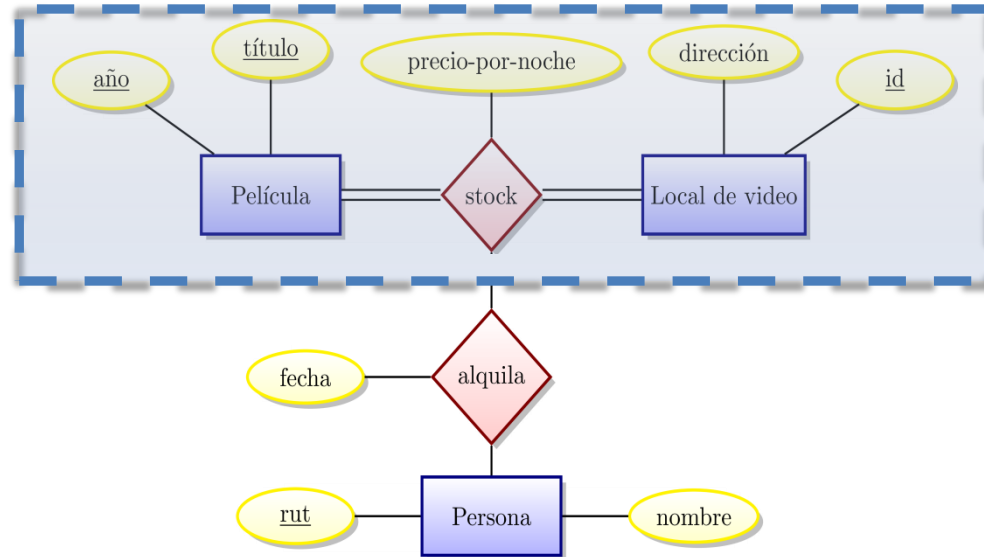 año
título
precio-por-noche
dirección
id
Película
stock
Local de video
fecha
alquila
rut
Persona
nombre